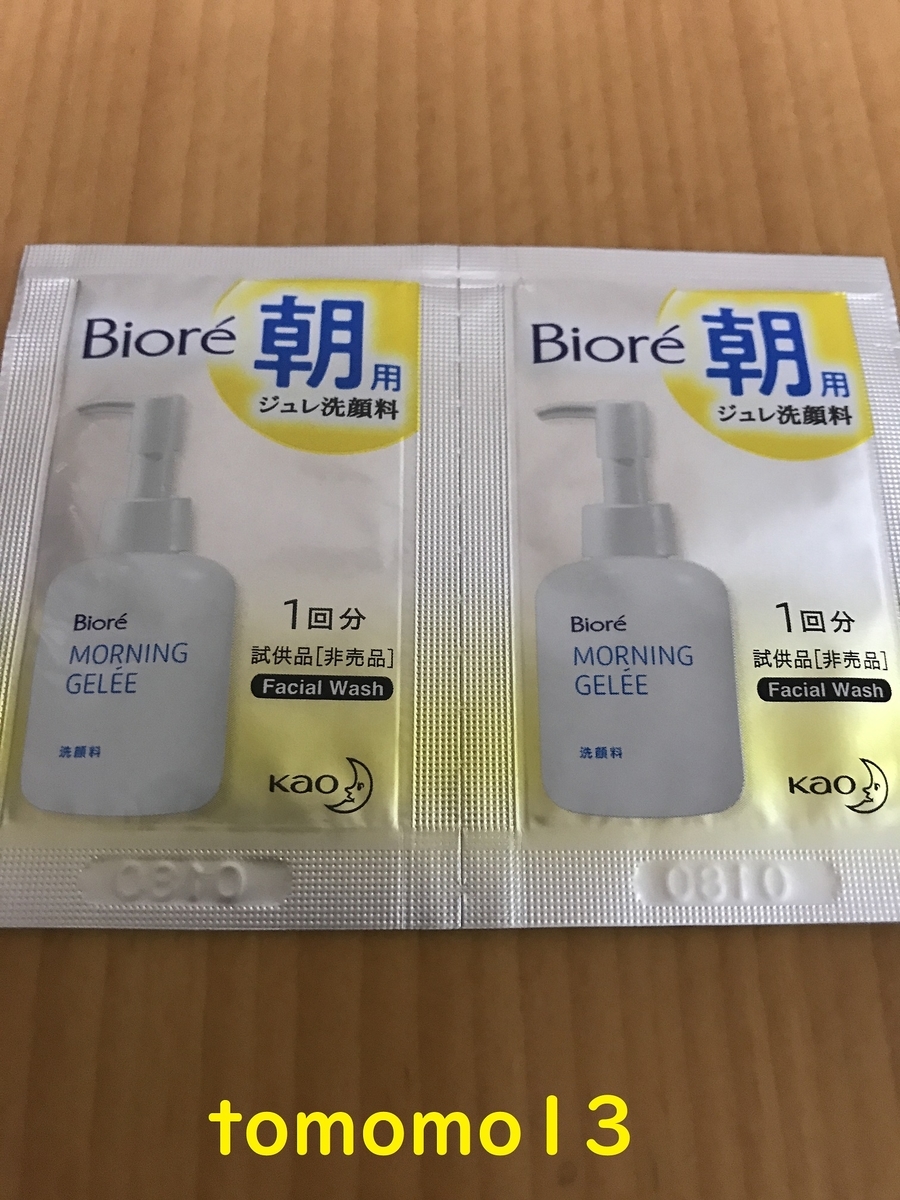 Bioré 朝用
ジュレ洗顔料
Bioré
MORNING
GELÉE
洗顔料
1回分
試供品[非売品]
Facial Wash
Kao
Bioré 朝用
ジュレ洗顔料
Bioré
MORNING
GELÉE
洗顔料
1回分
試供品[非売品]
Facial Wash
Kao
0810
tomomo13